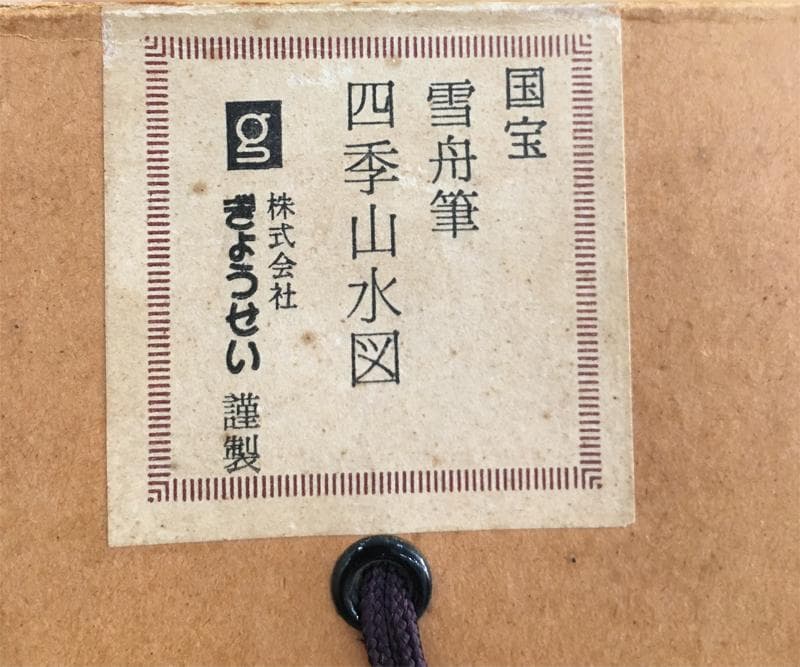 国宝
雪舟筆
四季山水図
株式会社
g
ぎょうせい 謹製